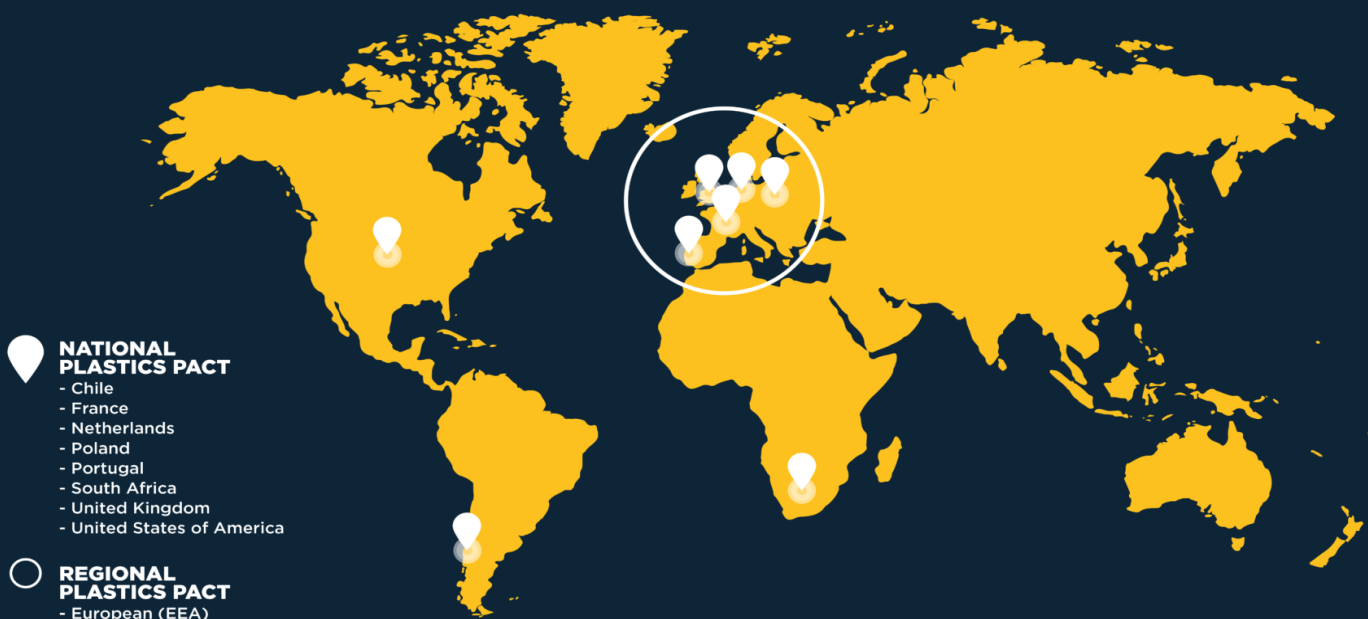 NATIONAL
PLASTICS PACT
- Chile
- France
- Netherlands
- Poland
- Portugal
- South Africa
- United Kingdom
- United States of America
REGIONAL
PLASTICS PACT
- European (EEA)